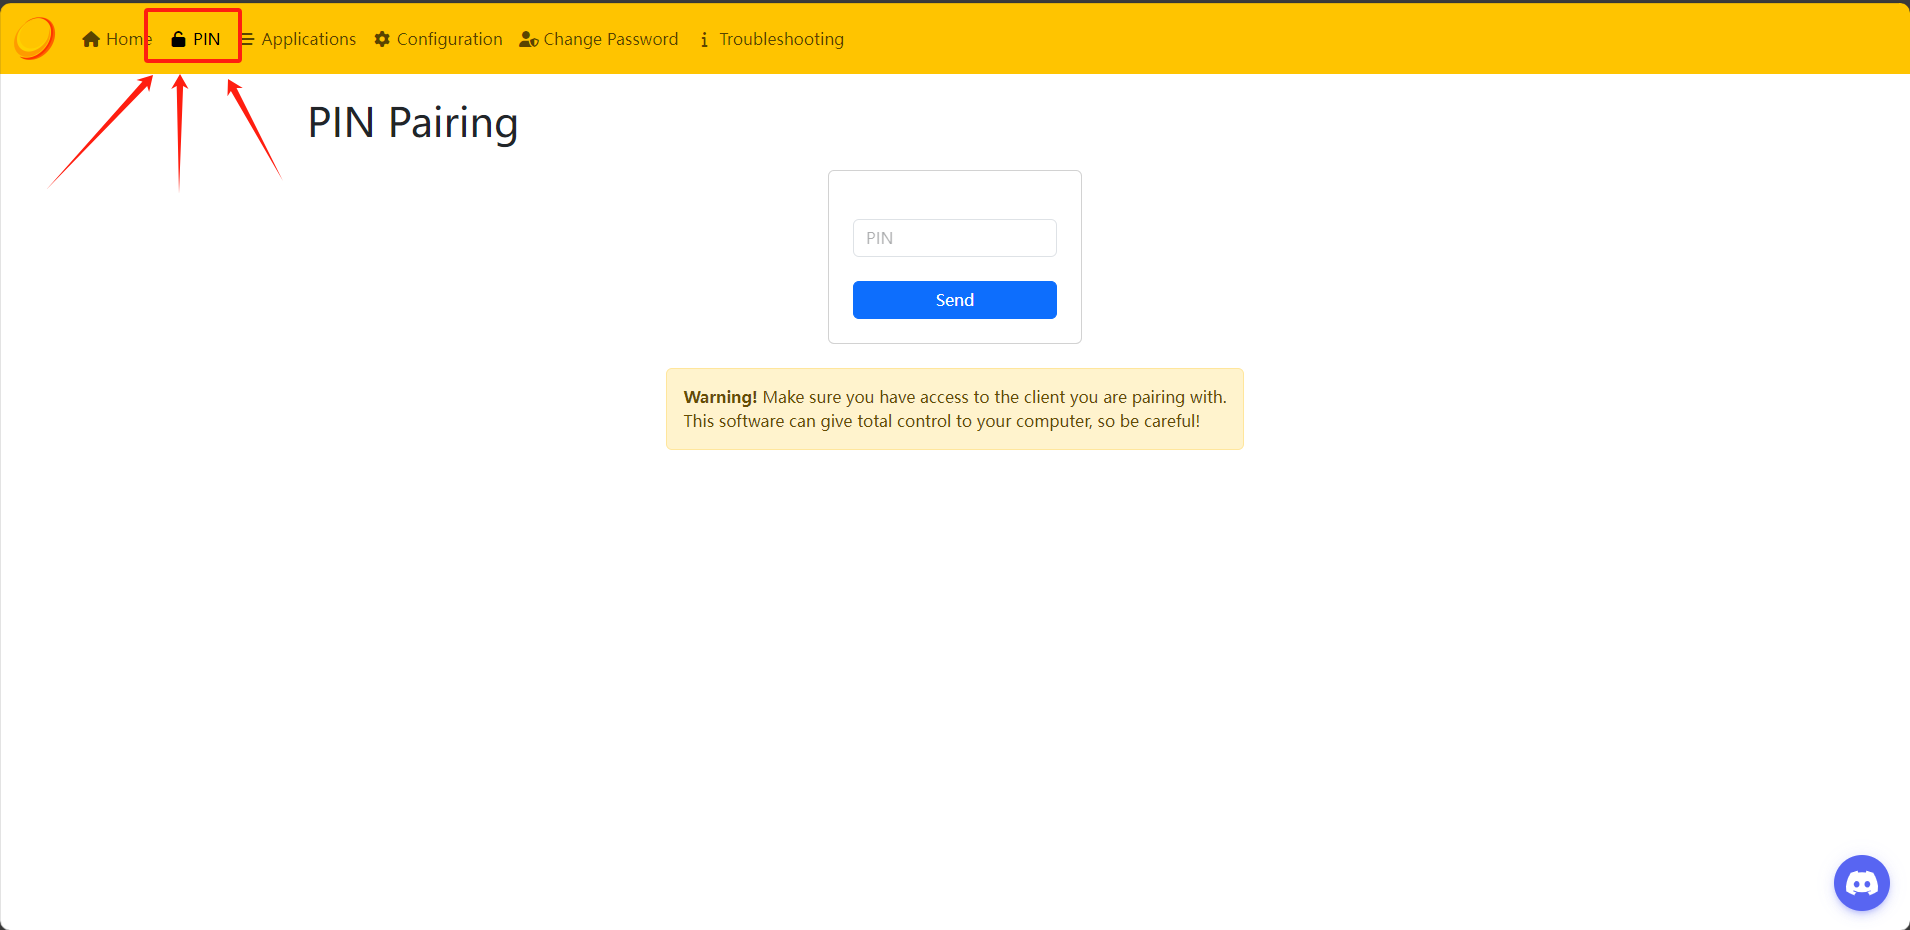 Home PIN Applications Configuration Change Password Troubleshooting
PIN Pairing
PIN
Send
Warning! Make sure you have access to the client you are pairing with.
This software can give total control to your computer, so be careful!